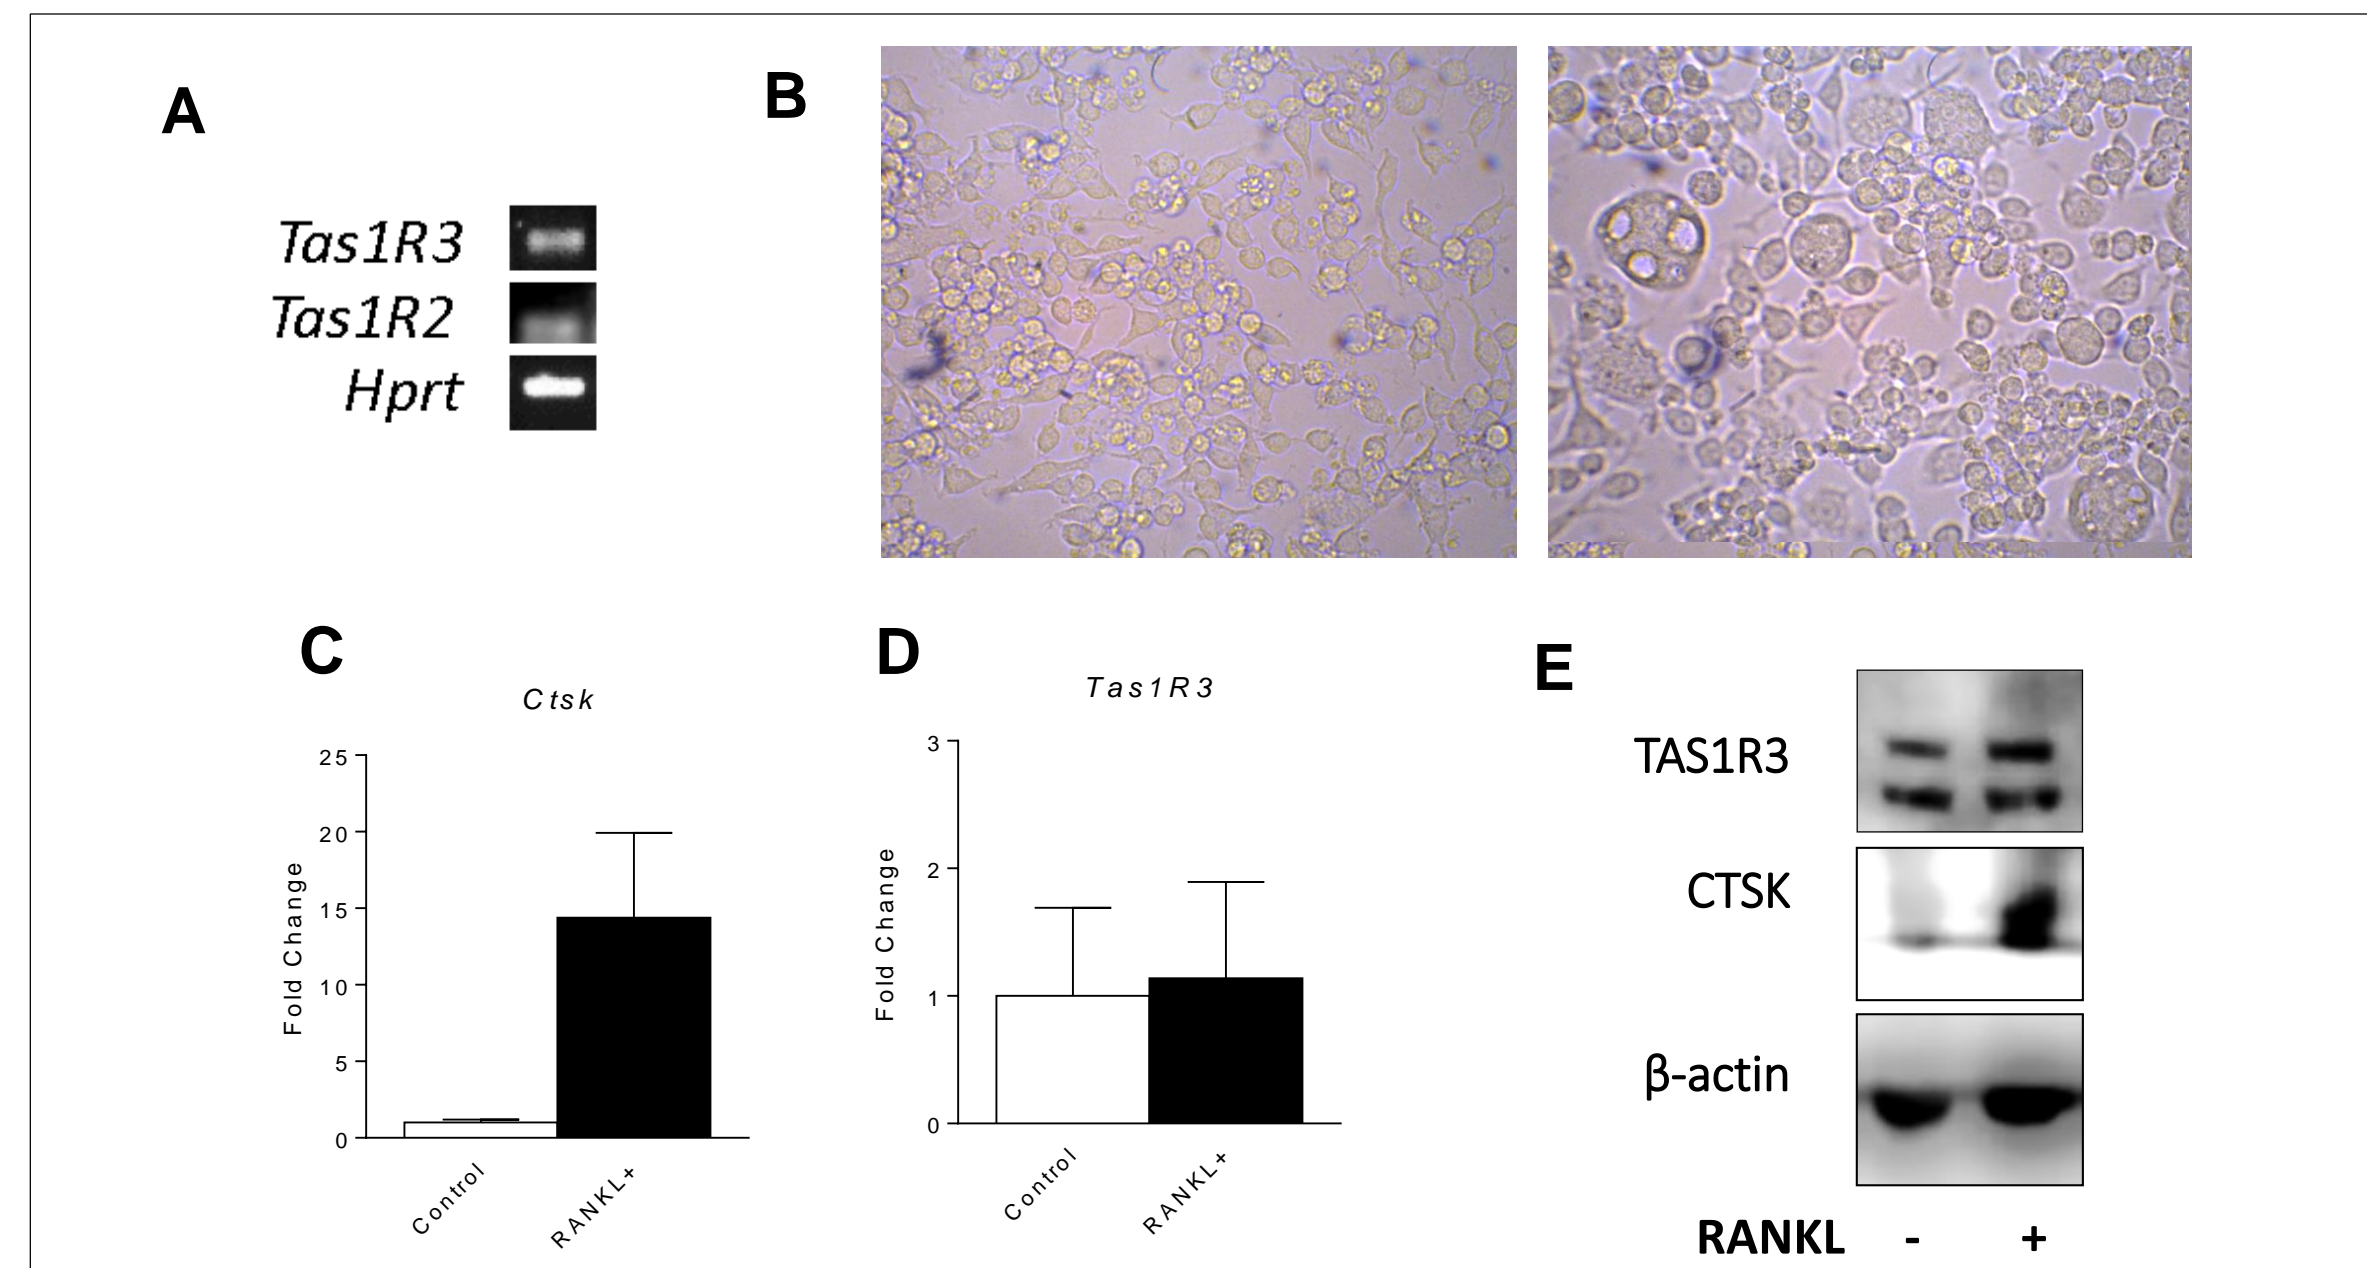 A
Tas1R3
Tas1R2
Hprt
B
C
Ctsk
Fold Change
25
20
15
10
5
0
Control
RANKL+
D
Tas1R3
Fold Change
3
2
1
0
Control
RANKL+
E
TAS1R3
CTSK
β-actin
RANKL - +